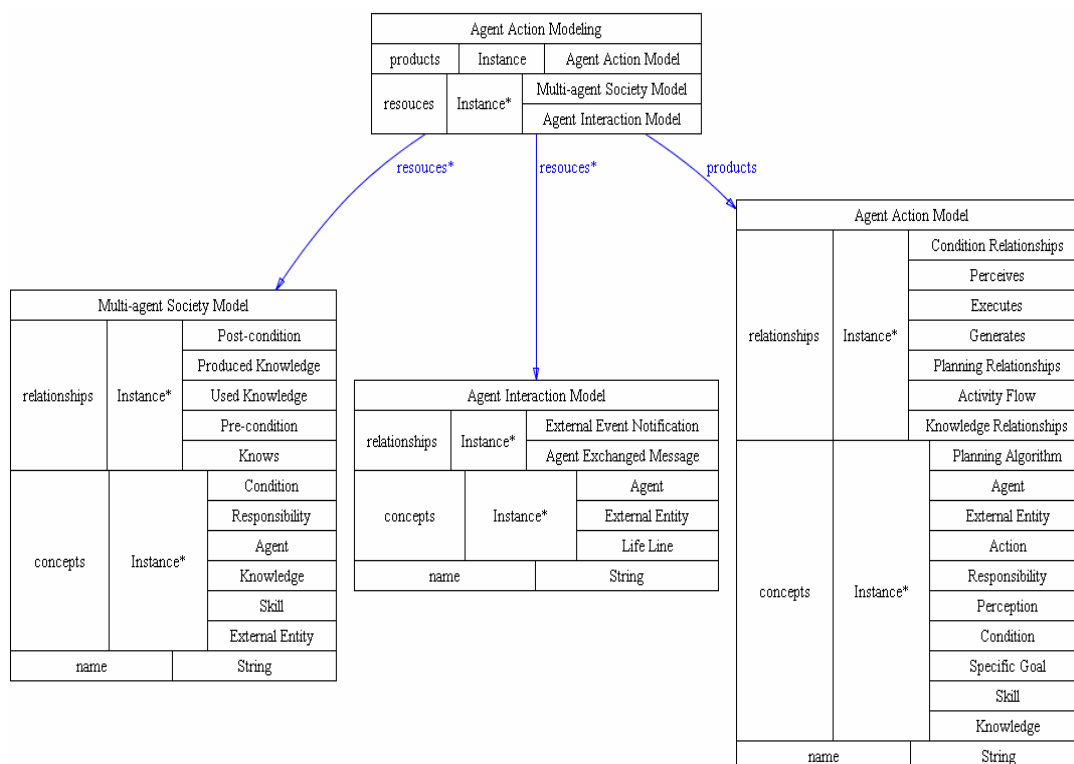 Agent Action Modeling
products Instance Agent Action Model
resouces Instance* Multi-agent Society Model
Agent Interaction Model
resouces*
resouces*
products
Multi-agent Society Model
relationships Instance* Post-condition
Produced Knowledge
Used Knowledge
Pre-condition
Knows
concepts Instance* Condition
Responsibility
Agent
Knowledge
Skill
External Entity
name String
Agent Interaction Model
relationships Instance* External Event Notification
Agent Exchanged Message
concepts Instance* Agent
External Entity
Life Line
name String
Agent Action Model
relationships Instance* Condition Relationships
Perceives
Executes
Generates
Planning Relationships
Activity Flow
Knowledge Relationships
concepts Instance* Planning Algorithm
Agent
External Entity
Action
Responsibility
Perception
Condition
Specific Goal
Skill
Knowledge
name String